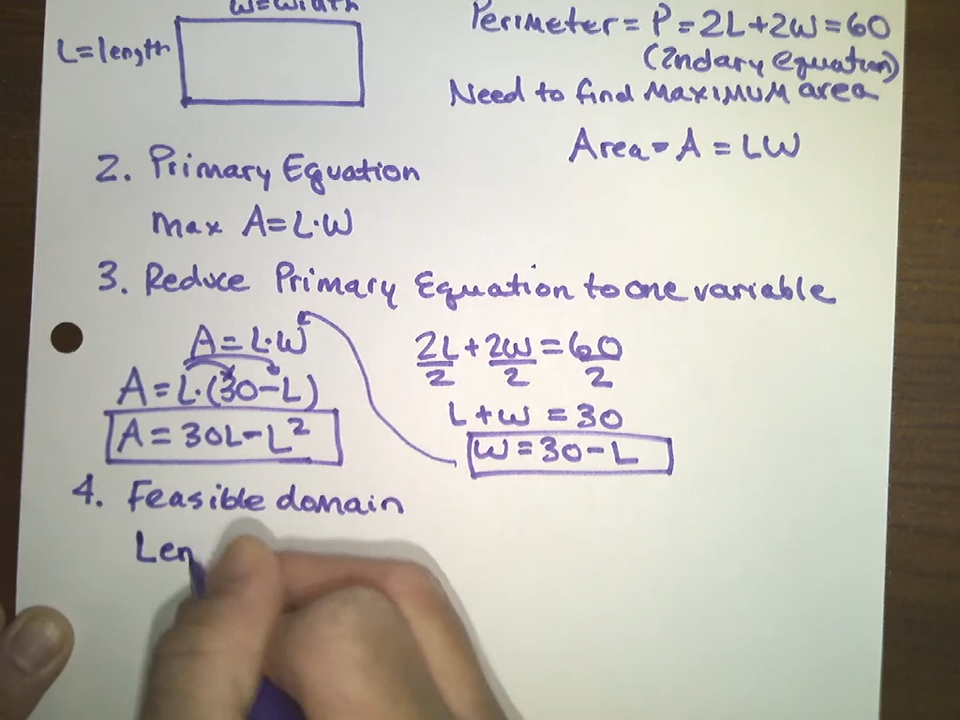 W=width
L=length
Perimeter = P = 2L+2W=60
(2ndary equation)
Need to find MAXIMUM area
Area = A = LW
2. Primary Equation
max A=L·W
3. Reduce Primary Equation to one variable
A=L·W
A=L·(30-L)
A=30L-L²
2L/2 + 2W/2 = 60/2
L+W = 30
W=30-L
4. Feasible domain
Len